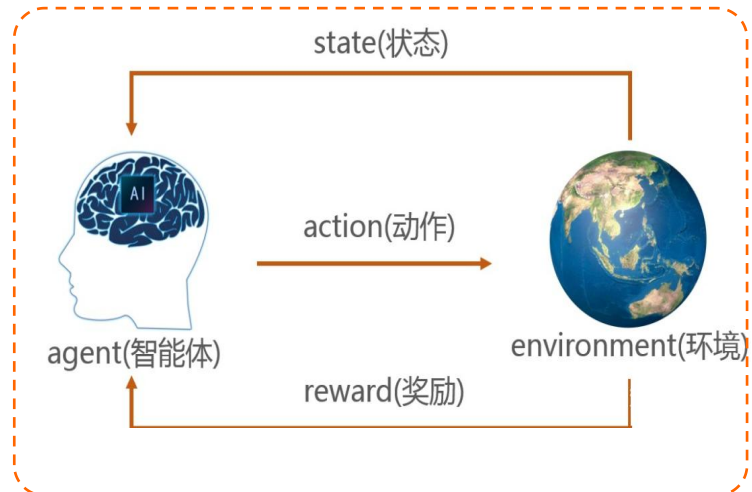 state(状态)
AI
action(动作)
agent(智能体)
environment(环境)
reward(奖励)